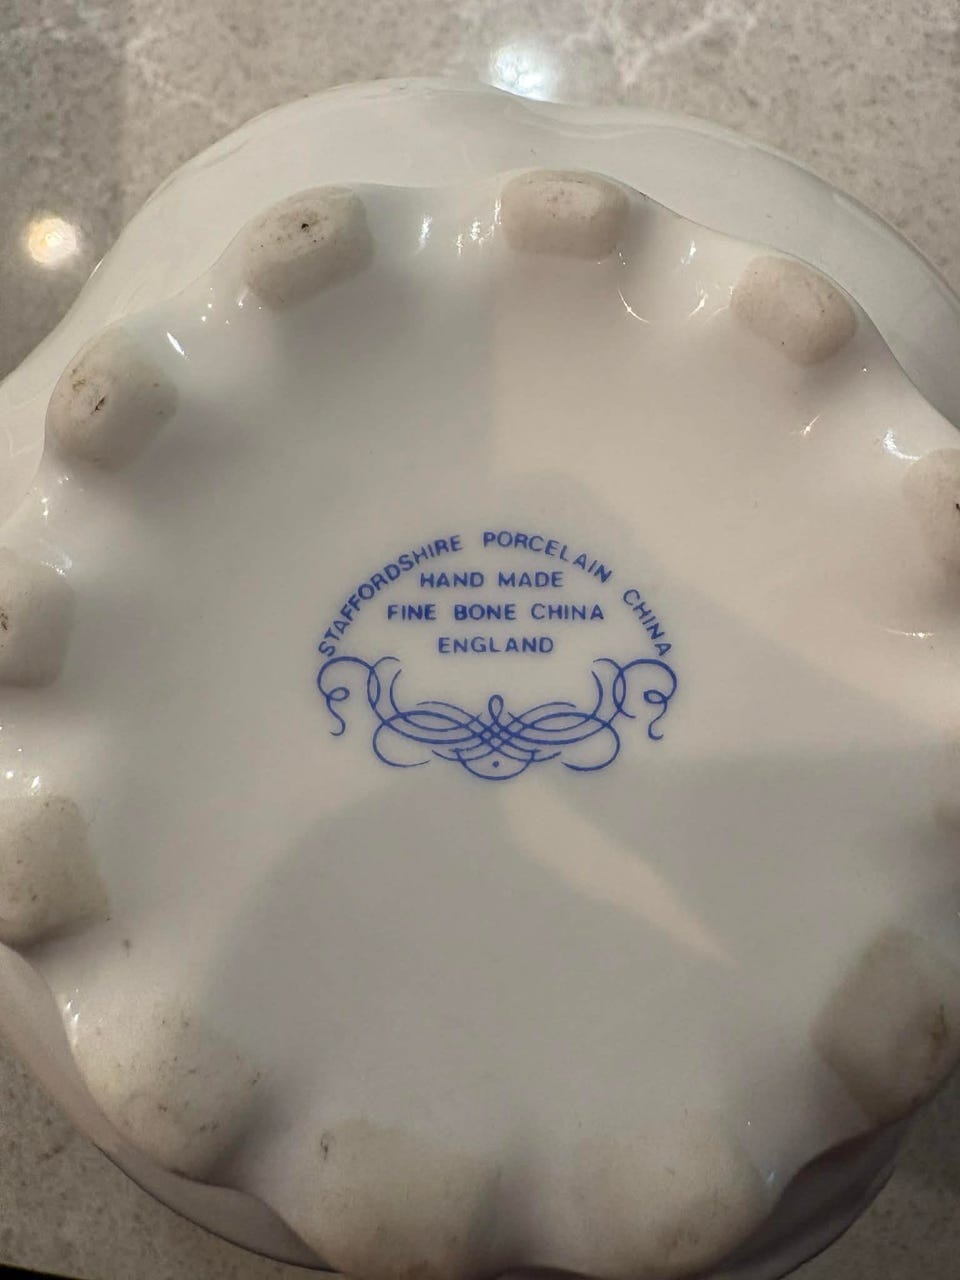 STAFFORDSHIRE PORCELAIN CHINA
HAND MADE
FINE BONE CHINA
ENGLAND